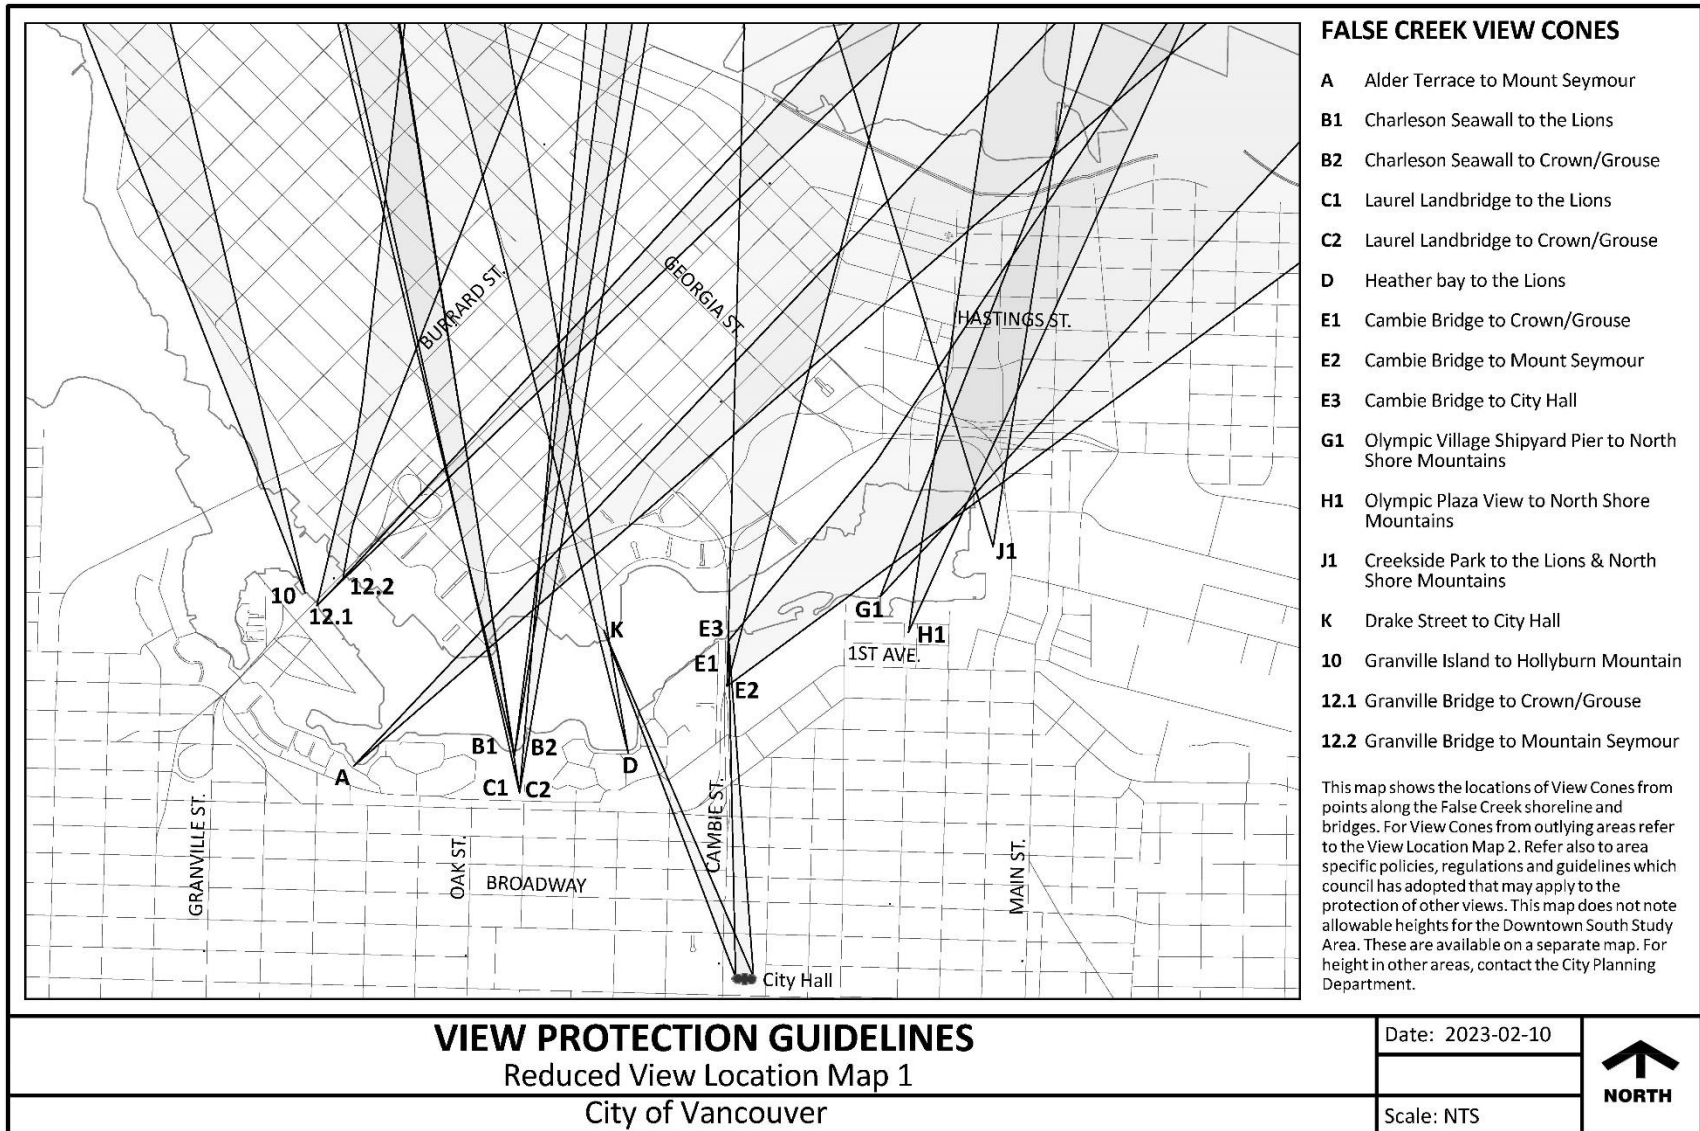 FALSE CREEK VIEW CONES
A Alder Terrace to Mount Seymour
B1 Charleson Seawall to the Lions
B2 Charleson Seawall to Crown/Grouse
C1 Laurel Landbridge to the Lions
C2 Laurel Landbridge to Crown/Grouse
D Heather bay to the Lions
E1 Cambie Bridge to Crown/Grouse
E2 Cambie Bridge to Mount Seymour
E3 Cambie Bridge to City Hall
G1 Olympic Village Shipyard Pier to North
Shore Mountains
H1 Olympic Plaza View to North Shore
Mountains
J1 Creekside Park to the Lions & North
Shore Mountains
K Drake Street to City Hall
10 Granville Island to Hollyburn Mountain
12.1 Granville Bridge to Crown/Grouse
12.2 Granville Bridge to Mountain Seymour
This map shows the locations of View Cones from
points along the False Creek shoreline and
bridges. For View Cones from outlying areas refer
to the View Location Map 2. Refer also to area
specific policies, regulations and guidelines which
council has adopted that may apply to the
protection of other views. This map does not note
allowable heights for the Downtown South Study
Area. These are available on a separate map. For
height in other areas, contact the City Planning
Department.
BURRARD ST.
GEORGIA ST.
HASTINGS ST.
J1
10
12.2
12.1
G1
K
E3
H1
1ST AVE.
E1
E2
B1
B2
D
A
C1
C2
GRANVILLE ST.
OAK ST.
CAMBIE ST.
MAIN ST.
BROADWAY
City Hall
VIEW PROTECTION GUIDELINES
Reduced View Location Map 1
City of Vancouver
Date: 2023-02-10
Scale: NTS
NORTH